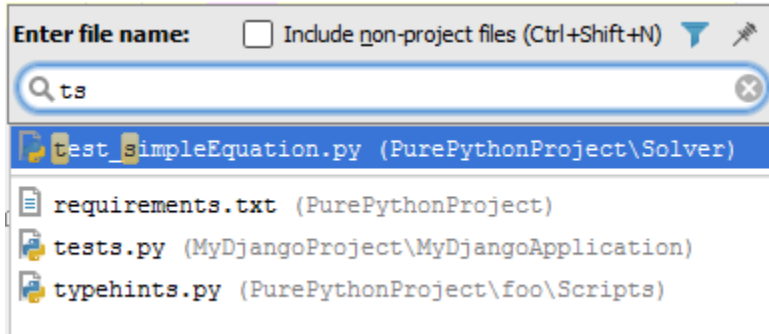 Enter file name: Include non-project files (Ctrl+Shift+N)
ts
test_simpleEquation.py (PurePythonProject\Solver)
requirements.txt (PurePythonProject)
tests.py (MyDjangoProject\MyDjangoApplication)
typehints.py (PurePythonProject\foo\Scripts)